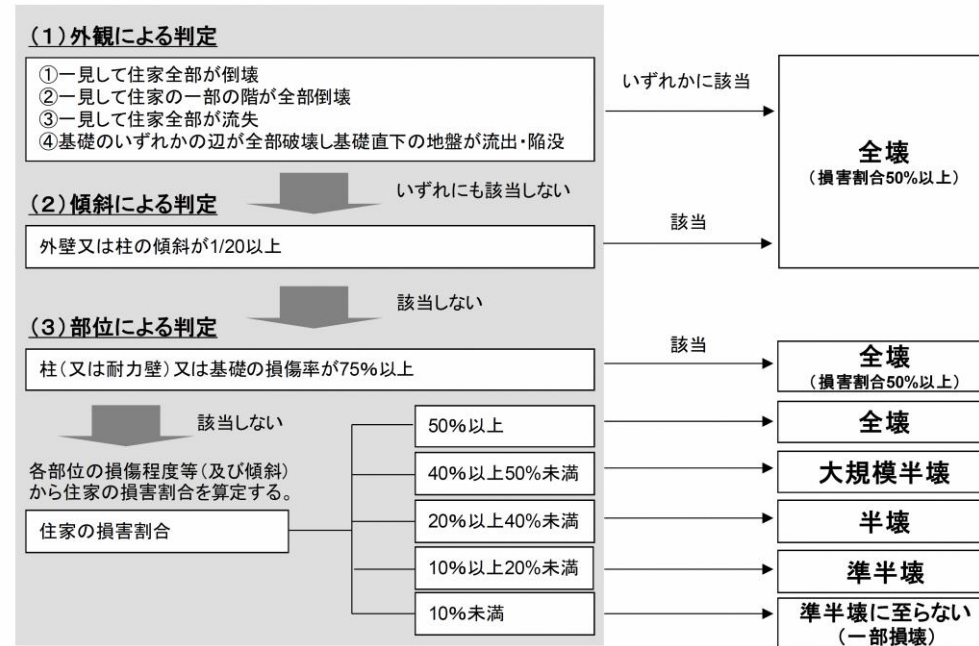 (1)外観による判定
①一見して住家全部が倒壊
②一見して住家の一部の階が全部倒壊
③一見して住家全部が流失
④基礎のいずれかの辺が全部破壊し基礎直下の地盤が流出・陥没
いずれかに該当
全壊
(損害割合50%以上)
いずれにも該当しない
(2)傾斜による判定
外壁又は柱の傾斜が1/20以上
該当
該当しない
(3)部位による判定
柱(又は耐力壁)又は基礎の損傷率が75%以上
該当
全壊
(損害割合50%以上)
該当しない
各部位の損傷程度等(及び傾斜)
から住家の損害割合を算定する。
住家の損害割合
50%以上
全壊
40%以上50%未満
大規模半壊
20%以上40%未満
半壊
10%以上20%未満
準半壊
10%未満
準半壊に至らない
(一部損壊)